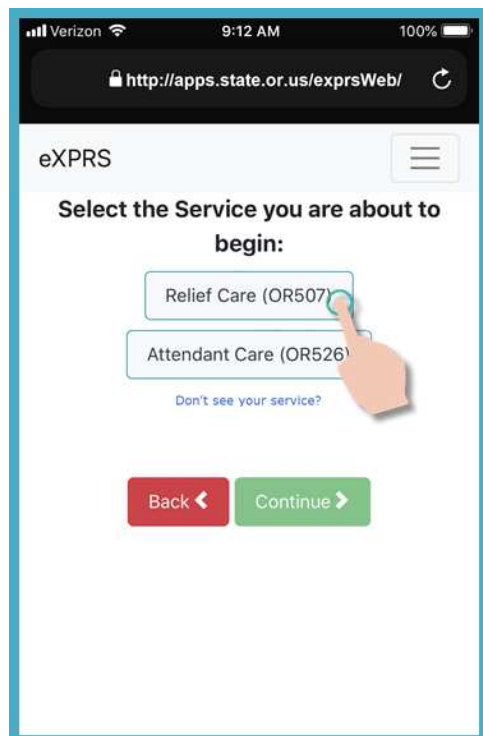 Verizon 9:12 AM 100%
http://apps.state.or.us/exprsWeb/
eXPRS
Select the Service you are about to
begin:
Relief Care (OR507)
Attendant Care (OR526)
Don't see your service?
Back Continue